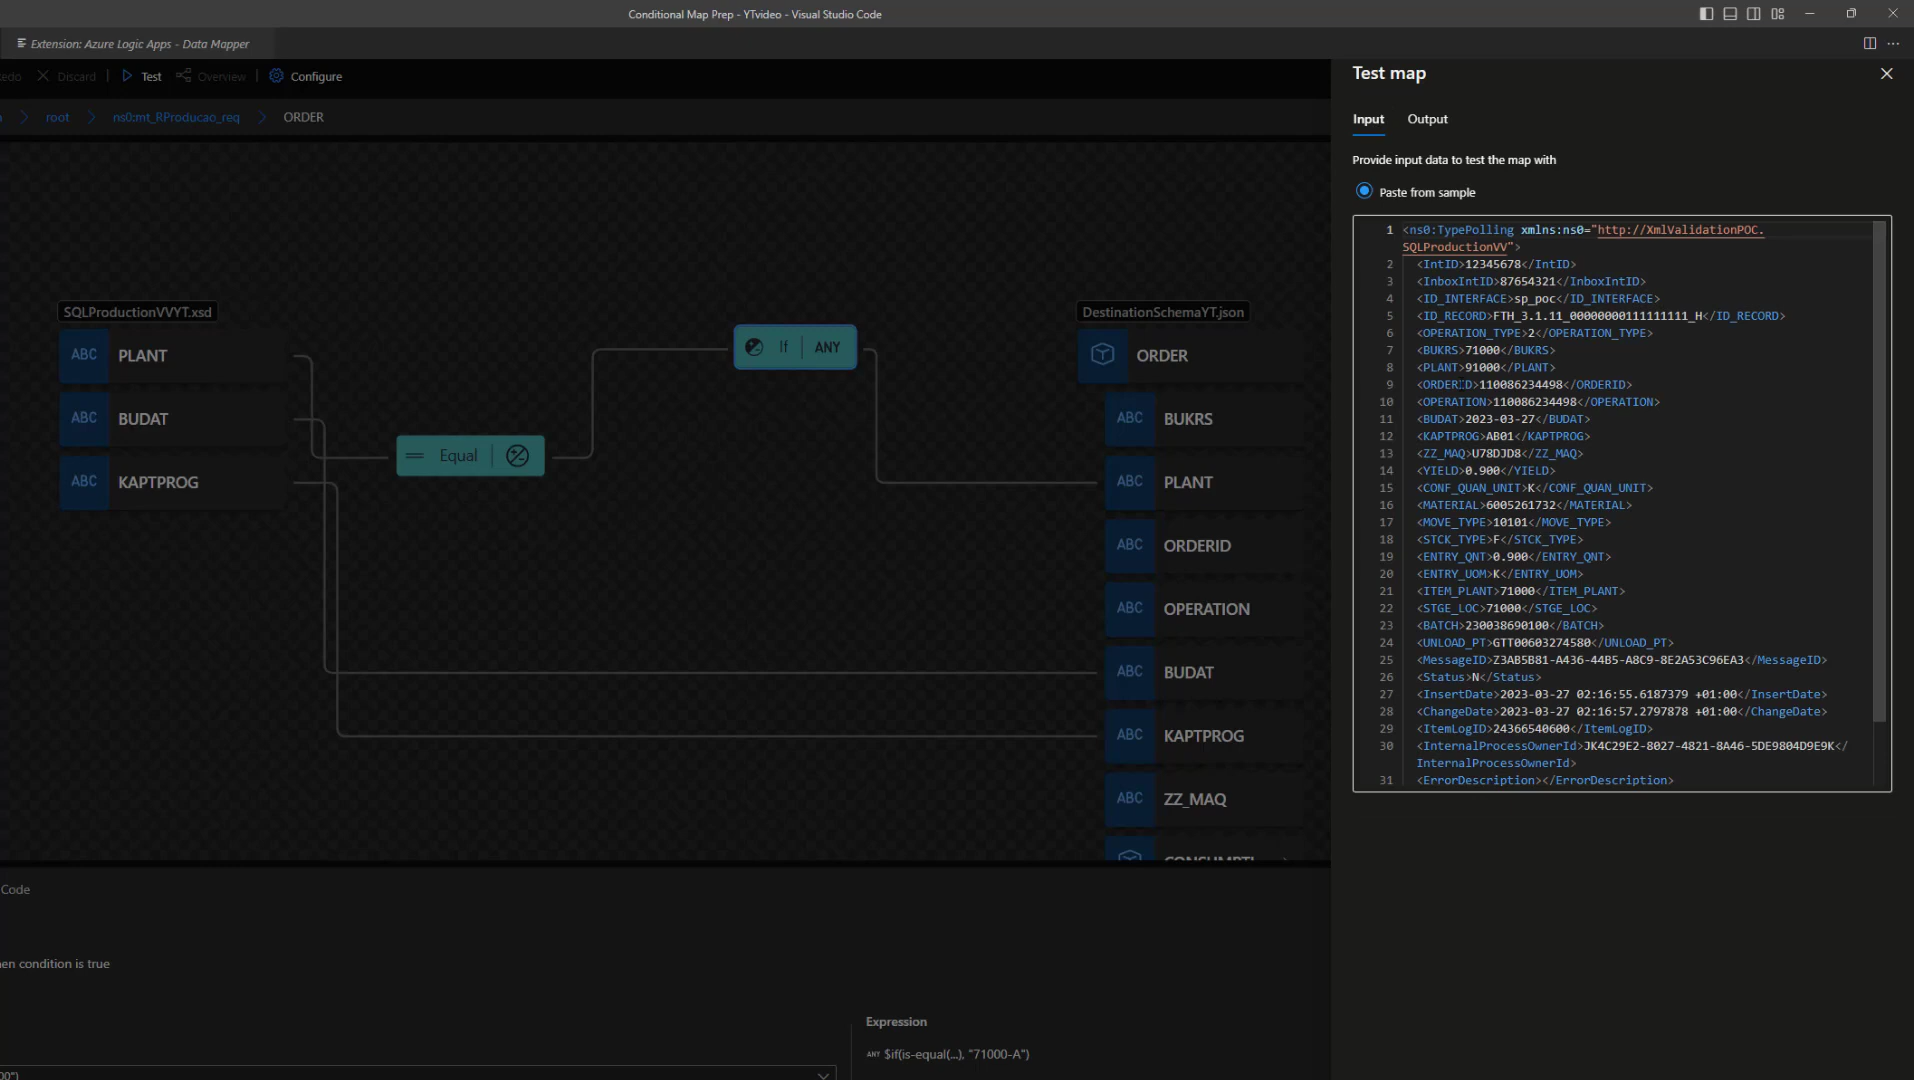 Conditional Map Prep - YTvideo - Visual Studio Code
Extension: Azure Logic Apps - Data Mapper
edo Discard Test Overview Configure
root ns0:mt_RProducao_req ORDER
SQLProductionVVYT.xsd
ABC PLANT
ABC BUDAT
ABC KAPTPROG
Equal
If ANY
DestinationSchemaYT.json
ORDER
ABC BUKRS
ABC PLANT
ABC ORDERID
ABC OPERATION
ABC BUDAT
ABC KAPTPROG
ABC ZZ_MAQ
Code
en condition is true
00")
Expression
ANY $if(is-equal(...), "71000-A")
Test map
Input Output
Provide input data to test the map with
Paste from sample
1 <ns0:TypePolling xmlns:ns0="http://XmlValidationPOC.
SQLProductionVV">
2 <IntID>12345678</IntID>
3 <InboxIntID>87654321</InboxIntID>
4 <ID_INTERFACE>sp_poc</ID_INTERFACE>
5 <ID_RECORD>FTH_3.1.11_00000000111111111_H</ID_RECORD>
6 <OPERATION_TYPE>2</OPERATION_TYPE>
7 <BUKRS>71000</BUKRS>
8 <PLANT>91000</PLANT>
9 <ORDERID>110086234498</ORDERID>
10 <OPERATION>110086234498</OPERATION>
11 <BUDAT>2023-03-27</BUDAT>
12 <KAPTPROG>AB01</KAPTPROG>
13 <ZZ_MAQ>U78DJD8</ZZ_MAQ>
14 <YIELD>0.900</YIELD>
15 <CONF_QUAN_UNIT>K</CONF_QUAN_UNIT>
16 <MATERIAL>6005261732</MATERIAL>
17 <MOVE_TYPE>10101</MOVE_TYPE>
18 <STCK_TYPE>F</STCK_TYPE>
19 <ENTRY_QNT>0.900</ENTRY_QNT>
20 <ENTRY_UOM>K</ENTRY_UOM>
21 <ITEM_PLANT>71000</ITEM_PLANT>
22 <STGE_LOC>71000</STGE_LOC>
23 <BATCH>230038690100</BATCH>
24 <UNLOAD_PT>GTT00603274580</UNLOAD_PT>
25 <MessageID>Z3AB5B81-A436-44B5-A8C9-8E2A53C96EA3</MessageID>
26 <Status>N</Status>
27 <InsertDate>2023-03-27 02:16:55.6187379 +01:00</InsertDate>
28 <ChangeDate>2023-03-27 02:16:57.2797878 +01:00</ChangeDate>
29 <ItemLogID>24366540600</ItemLogID>
30 <InternalProcessOwnerId>JK4C29E2-8027-4821-8A46-5DE9804D9E9K</
InternalProcessOwnerId>
31 <ErrorDescription></ErrorDescription>